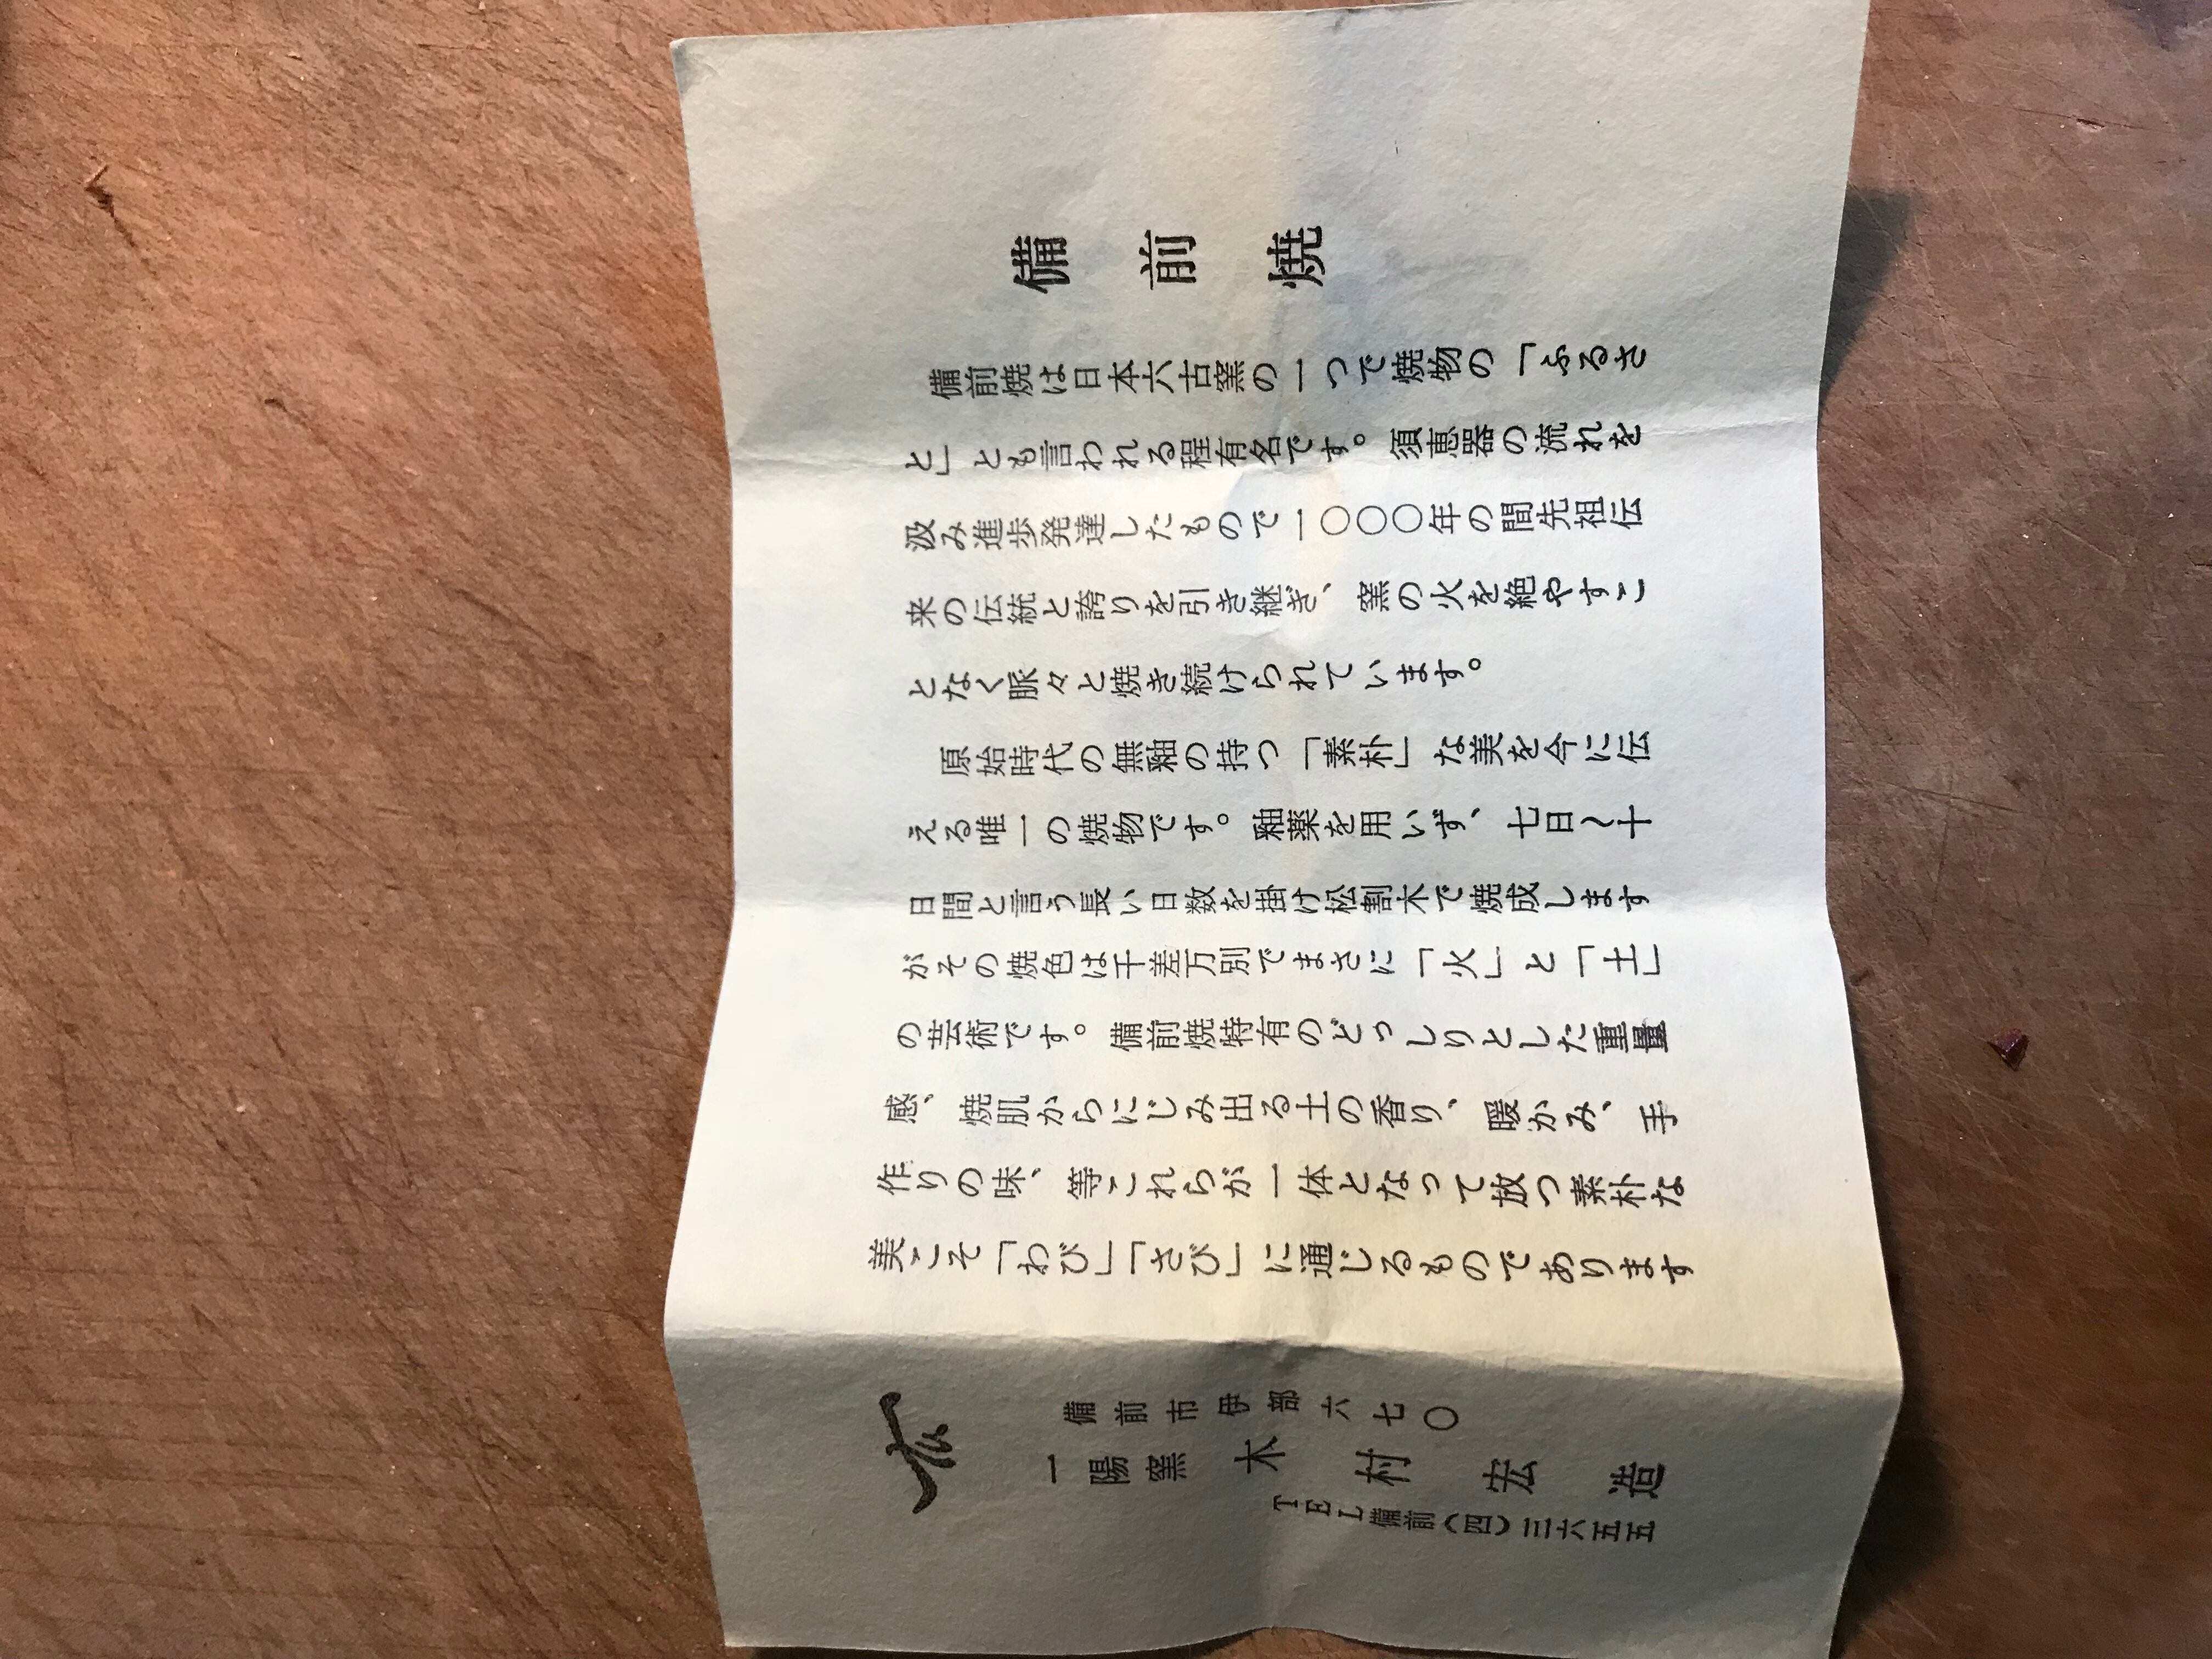 備前焼
備前焼は日本六古窯の一つで焼物の「ふるさ
と」とも言われる程有名です。須恵器の流れを
汲み進歩発達したもので一〇〇〇年の間先祖伝
来の伝統と誇りを引き継ぎ、窯の火を絶やすこ
となく脈々と焼き続けられています。
原始時代の無釉の持つ「素朴」な美を今に伝
える唯一の焼物です。釉薬を用いず、七日〜十
日間と言う長い日数を掛け松割木で焼成します
がその焼色は千差万別でまさに「火」と「土」
の芸術です。備前焼特有のどっしりとした重量
感、焼肌からにじみ出る土の香り、暖かみ、手
作りの味、等これらが一体となって放つ素朴な
美こそ「わび」「さび」に通じるものであります
備前市伊部六七〇
一陽窯 木村宏造
TEL備前(四)三六五五